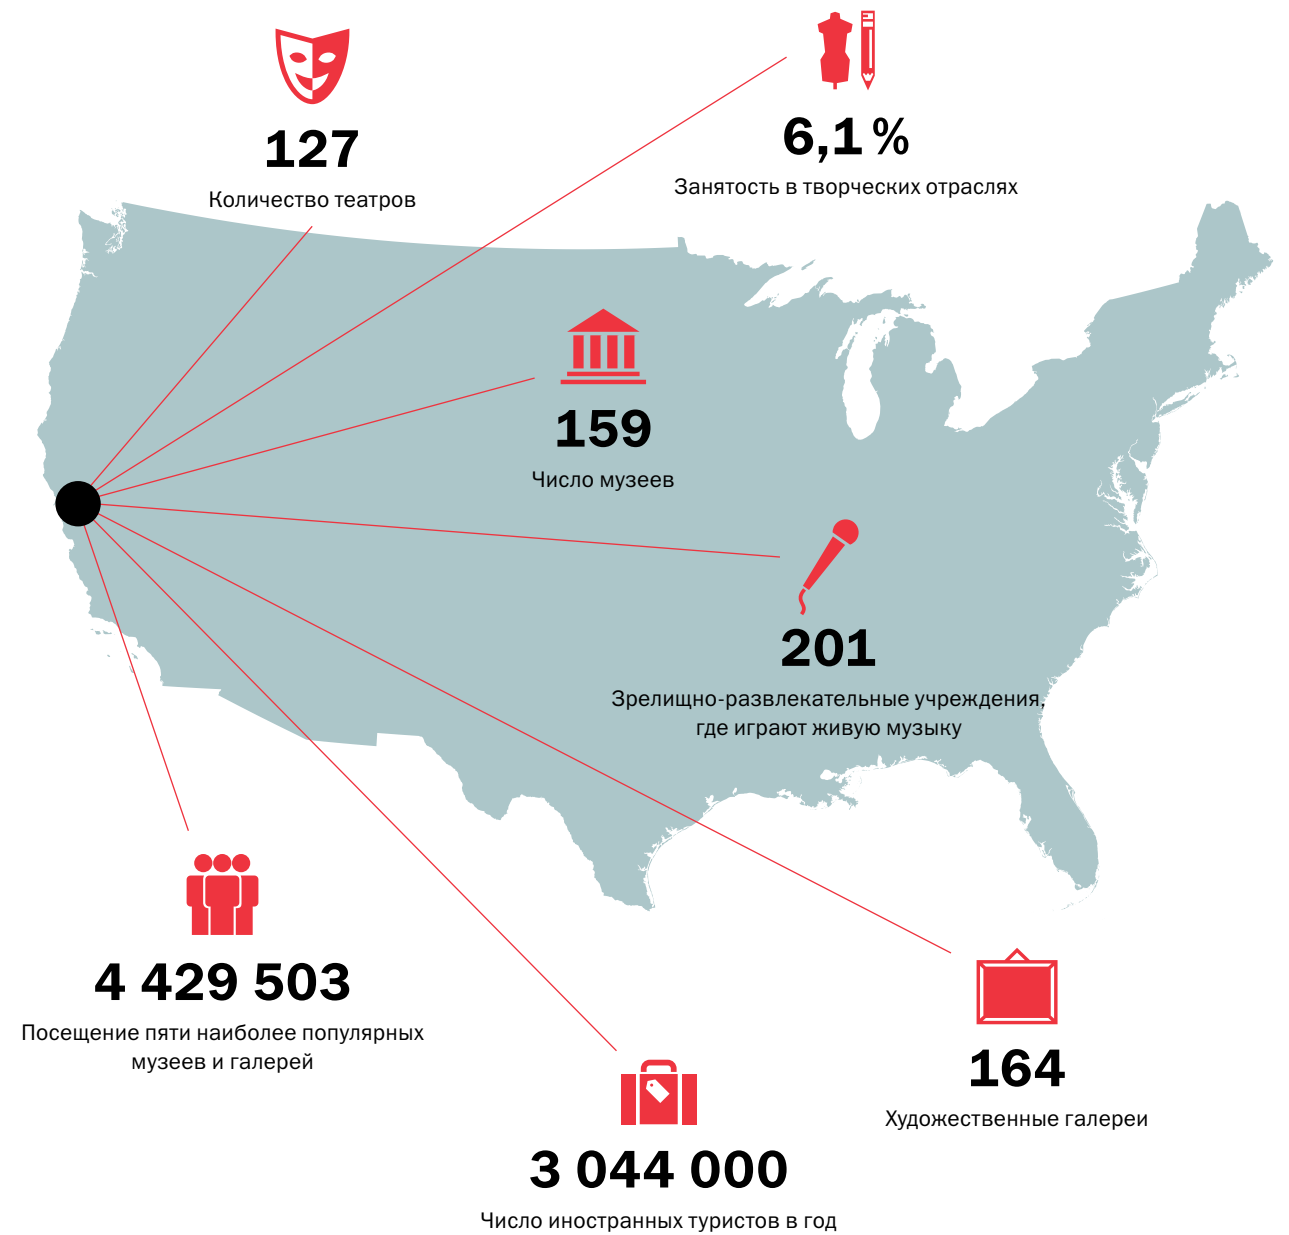 127
Количество театров
6,1 %
Занятость в творческих отраслях
159
Число музеев
201
Зрелищно-развлекательные учреждения,
где играют живую музыку
4 429 503
Посещение пяти наиболее популярных
музеев и галерей
164
Художественные галереи
3 044 000
Число иностранных туристов в год